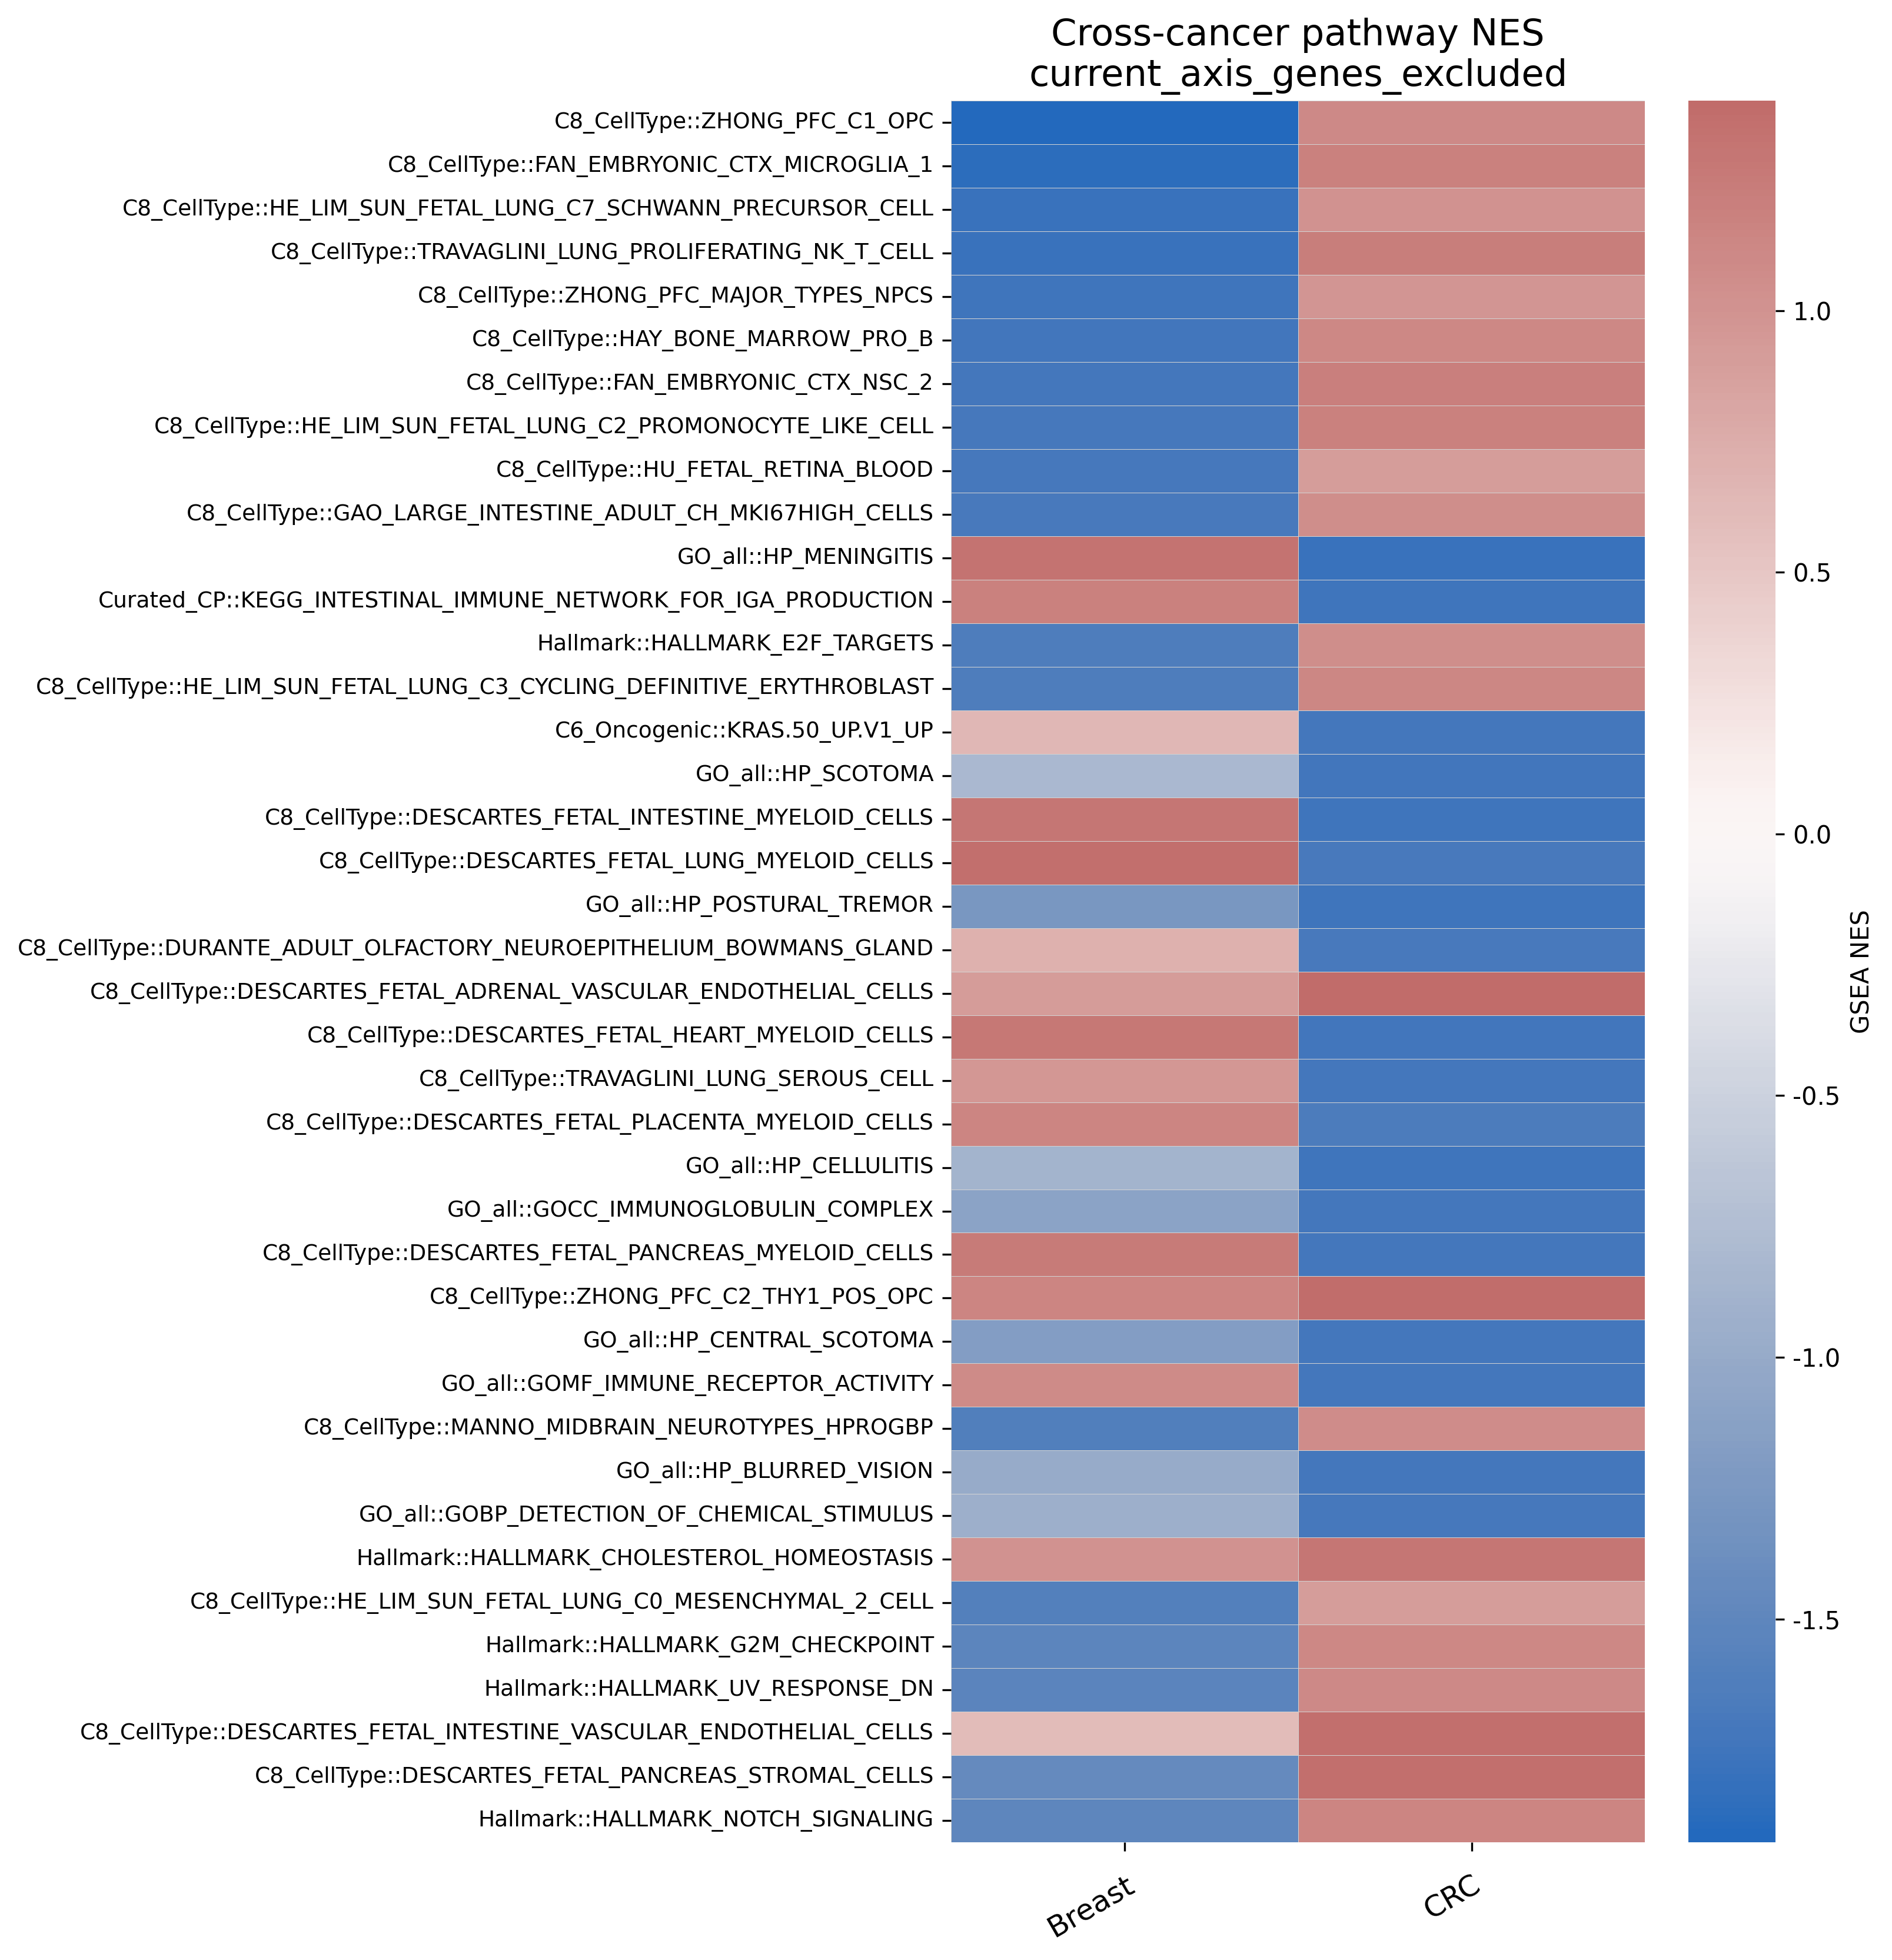 Cross-cancer pathway NES
current_axis_genes_excluded
C8_CellType::ZHONG_PFC_C1_OPC
C8_CellType::FAN_EMBRYONIC_CTX_MICROGLIA_1
C8_CellType::HE_LIM_SUN_FETAL_LUNG_C7_SCHWANN_PRECURSOR_CELL
C8_CellType::TRAVAGLINI_LUNG_PROLIFERATING_NK_T_CELL
C8_CellType::ZHONG_PFC_MAJOR_TYPES_NPCS
C8_CellType::HAY_BONE_MARROW_PRO_B
C8_CellType::FAN_EMBRYONIC_CTX_NSC_2
C8_CellType::HE_LIM_SUN_FETAL_LUNG_C2_PROMONOCYTE_LIKE_CELL
C8_CellType::HU_FETAL_RETINA_BLOOD
C8_CellType::GAO_LARGE_INTESTINE_ADULT_CH_MKI67HIGH_CELLS
GO_all::HP_MENINGITIS
Curated_CP::KEGG_INTESTINAL_IMMUNE_NETWORK_FOR_IGA_PRODUCTION
Hallmark::HALLMARK_E2F_TARGETS
C8_CellType::HE_LIM_SUN_FETAL_LUNG_C3_CYCLING_DEFINITIVE_ERYTHROBLAST
C6_Oncogenic::KRAS.50_UP.V1_UP
GO_all::HP_SCOTOMA
C8_CellType::DESCARTES_FETAL_INTESTINE_MYELOID_CELLS
C8_CellType::DESCARTES_FETAL_LUNG_MYELOID_CELLS
GO_all::HP_POSTURAL_TREMOR
C8_CellType::DURANTE_ADULT_OLFACTORY_NEUROEPITHELIUM_BOWMANS_GLAND
C8_CellType::DESCARTES_FETAL_ADRENAL_VASCULAR_ENDOTHELIAL_CELLS
C8_CellType::DESCARTES_FETAL_HEART_MYELOID_CELLS
C8_CellType::TRAVAGLINI_LUNG_SEROUS_CELL
C8_CellType::DESCARTES_FETAL_PLACENTA_MYELOID_CELLS
GO_all::HP_CELLULITIS
GO_all::GOCC_IMMUNOGLOBULIN_COMPLEX
C8_CellType::DESCARTES_FETAL_PANCREAS_MYELOID_CELLS
C8_CellType::ZHONG_PFC_C2_THY1_POS_OPC
GO_all::HP_CENTRAL_SCOTOMA
GO_all::GOMF_IMMUNE_RECEPTOR_ACTIVITY
C8_CellType::MANNO_MIDBRAIN_NEUROTYPES_HPROGBP
GO_all::HP_BLURRED_VISION
GO_all::GOBP_DETECTION_OF_CHEMICAL_STIMULUS
Hallmark::HALLMARK_CHOLESTEROL_HOMEOSTASIS
C8_CellType::HE_LIM_SUN_FETAL_LUNG_C0_MESENCHYMAL_2_CELL
Hallmark::HALLMARK_G2M_CHECKPOINT
Hallmark::HALLMARK_UV_RESPONSE_DN
C8_CellType::DESCARTES_FETAL_INTESTINE_VASCULAR_ENDOTHELIAL_CELLS
C8_CellType::DESCARTES_FETAL_PANCREAS_STROMAL_CELLS
Hallmark::HALLMARK_NOTCH_SIGNALING
Breast
CRC
1.0
0.5
0.0
-0.5
-1.0
-1.5
GSEA NES